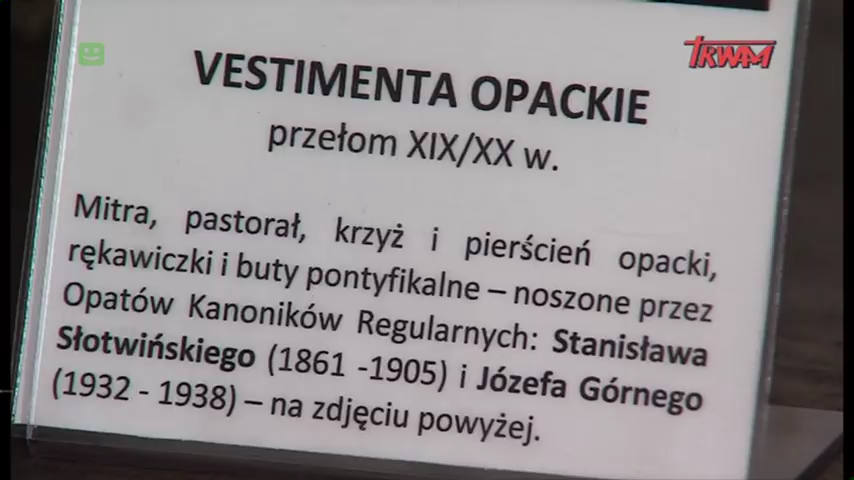 TRWAM
VESTIMENTA OPACKIE
przełom XIX/XX w.
Mitra, pastorał, krzyż i pierścień opacki,
rękawiczki i buty pontyfikalne – noszone przez
Opatów Kanoników Regularnych: Stanisława
Słotwińskiego (1861 -1905) i Józefa Górnego
(1932 - 1938) – na zdjęciu powyżej.